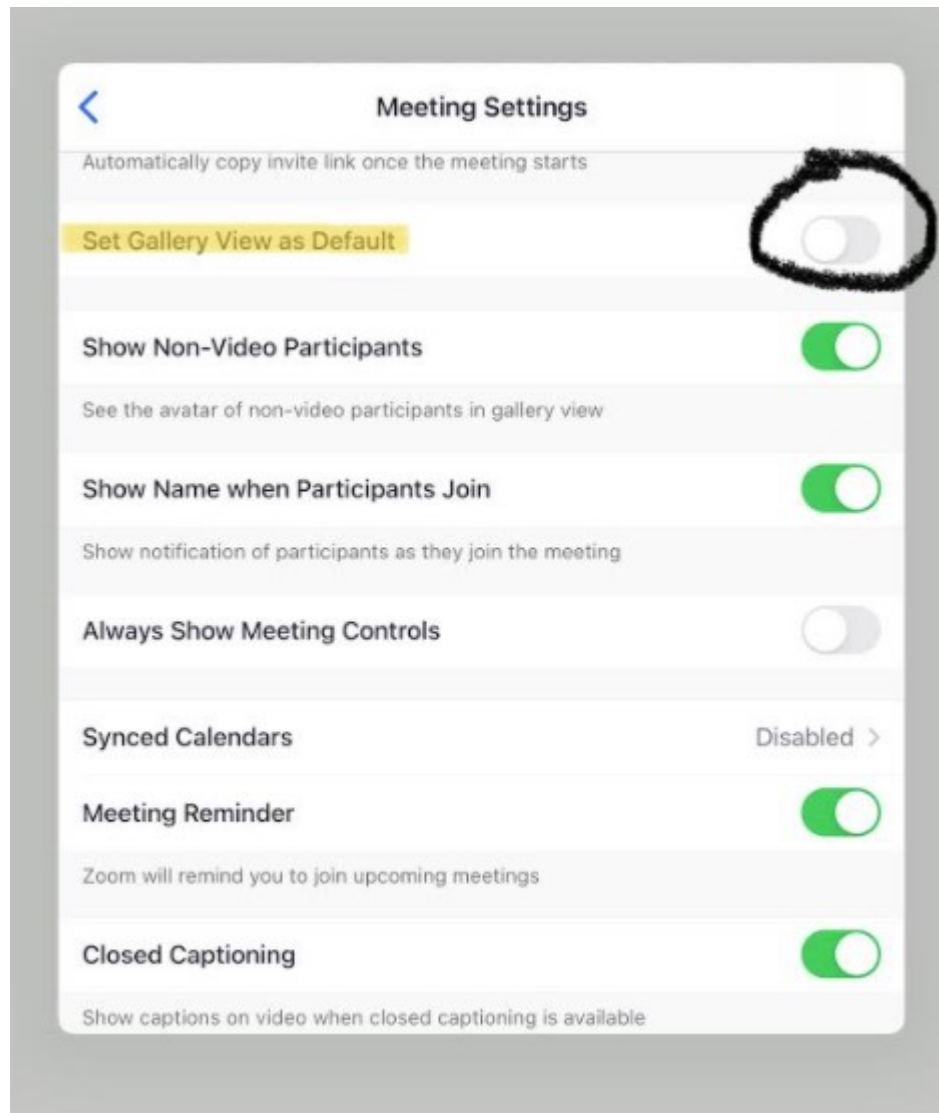 Meeting Settings
Automatically copy invite link once the meeting starts
Set Gallery View as Default
Show Non-Video Participants
See the avatar of non-video participants in gallery view
Show Name when Participants Join
Show notification of participants as they join the meeting
Always Show Meeting Controls
Synced Calendars Disabled >
Meeting Reminder
Zoom will remind you to join upcoming meetings
Closed Captioning
Show captions on video when closed captioning is available